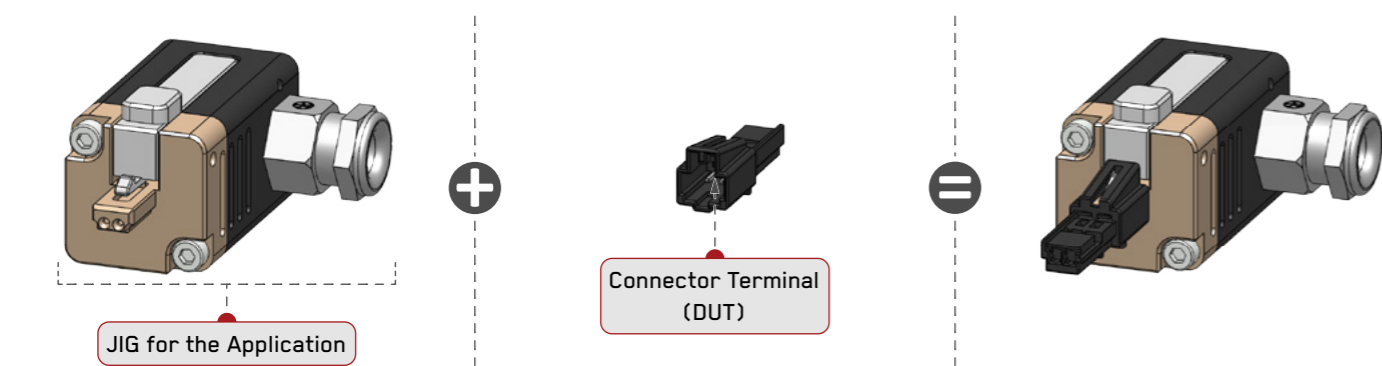 JIG for the Application
Connector Terminal
(DUT)